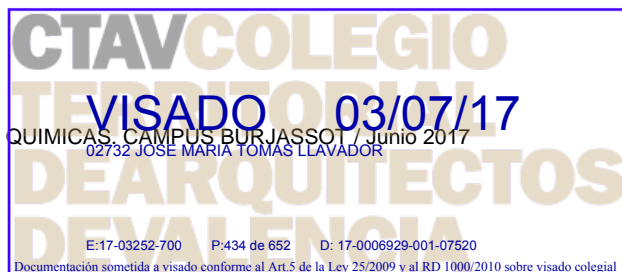 CTAVCOLEGIO
TERRITORIAL
VISADO 03/07/17
QUIMICAS. CAMPUS BURJASSOT / Junio 2017
02732 JOSE MARIA TOMAS LLAVADOR
DEARQUITECTOS
DEVALENCIA
E:17-03252-700 P:434 de 652 D: 17-0006929-001-07520
Documentación sometida a visado conforme al Art.5 de la Ley 25/2009 y al RD 1000/2010 sobre visado colegial